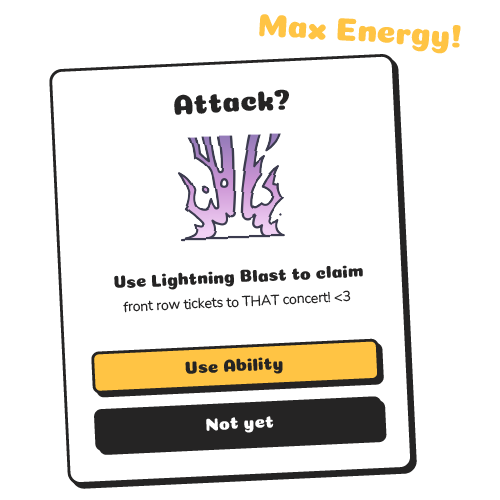 Max Energy!
Attack?
Use Lightning Blast to claim
front row tickets to THAT concert! <3
Use Ability
Not yet